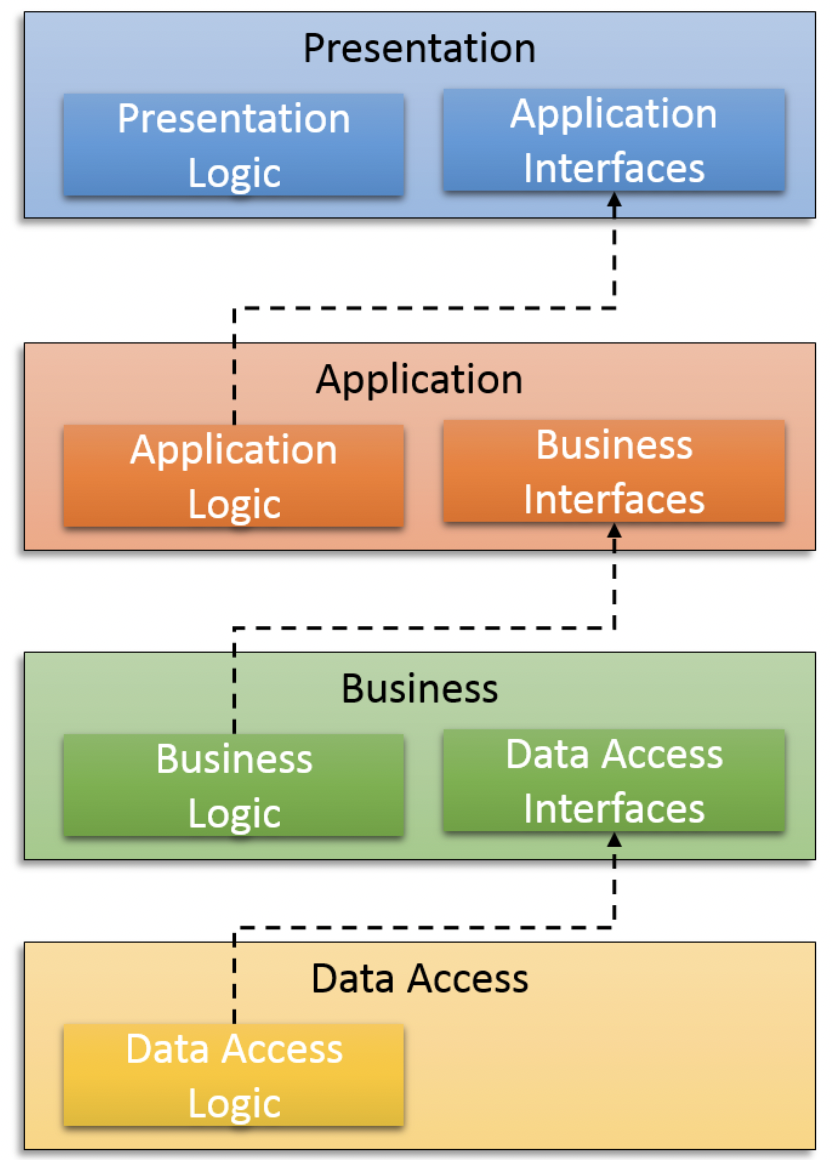 Presentation
Presentation
Logic
Application
Interfaces
Application
Application
Logic
Business
Interfaces
Business
Business
Logic
Data Access
Interfaces
Data Access
Data Access
Logic